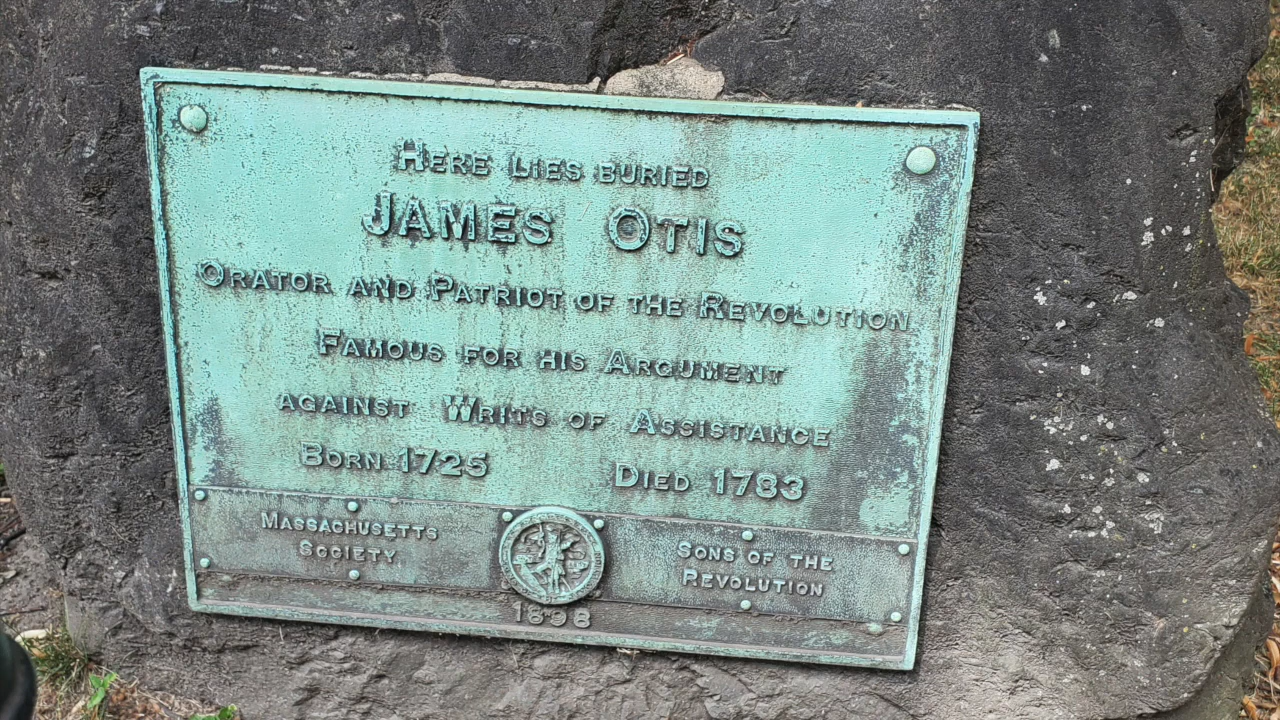 Here Lies buried
James Otis
Orator and Patriot of the Revolution
Famous for his Argument
against Writs of Assistance
Born 1725 Died 1783
Massachusetts Society
Sons of the Revolution
1898